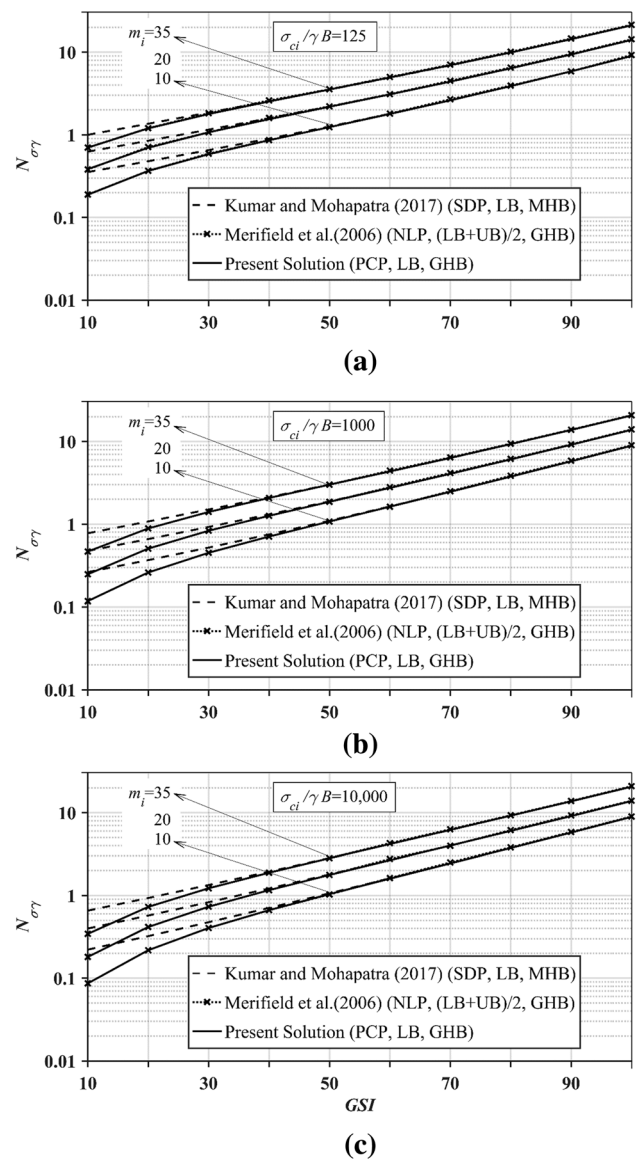 10
m_i=35
σ_ci/γB=125
20
10
1
N_σγ
0.1
Kumar and Mohapatra (2017) (SDP, LB, MHB)
Merifield et al.(2006) (NLP, (LB+UB)/2, GHB)
Present Solution (PCP, LB, GHB)
0.01
10 30 50 70 90
(a)
m_i=35
σ_ci/γB=1000
10
20
10
1
N_σγ
0.1
Kumar and Mohapatra (2017) (SDP, LB, MHB)
Merifield et al.(2006) (NLP, (LB+UB)/2, GHB)
Present Solution (PCP, LB, GHB)
0.01
10 30 50 70 90
(b)
m_i=35
σ_ci/γB=10,000
10
20
10
1
N_σγ
0.1
Kumar and Mohapatra (2017) (SDP, LB, MHB)
Merifield et al.(2006) (NLP, (LB+UB)/2, GHB)
Present Solution (PCP, LB, GHB)
0.01
10 30 50 70 90
GSI
(c)